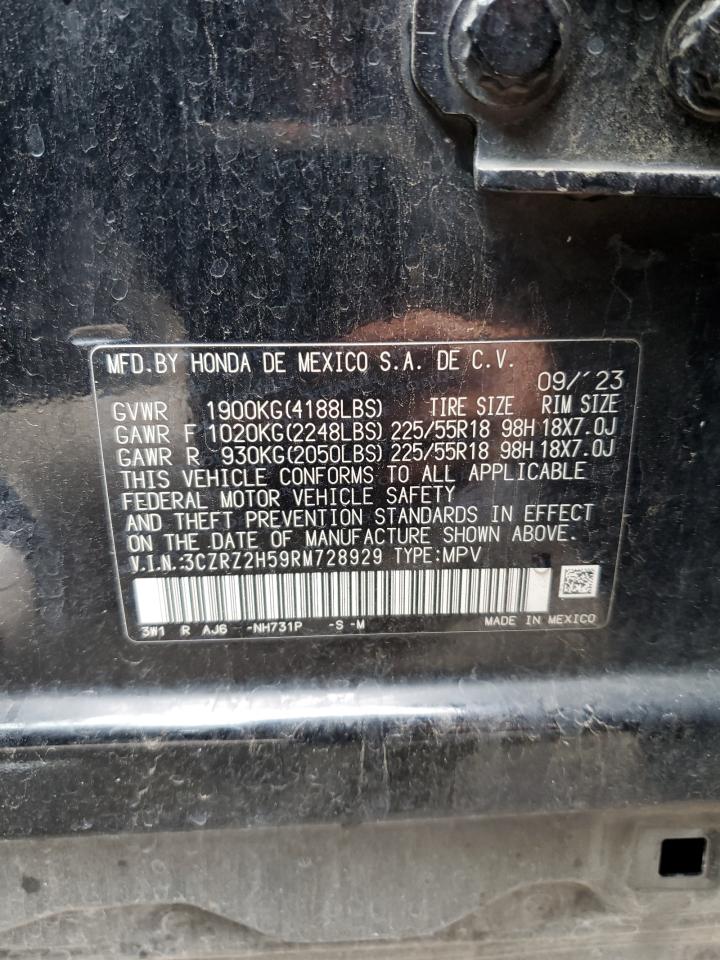 MFD. BY HONDA DE MEXICO S.A. DE C.V.
09/'23
GVWR 1900KG(4188LBS) TIRE SIZE RIM SIZE
GAWR F 1020KG(2248LBS) 225/55R18 98H 18X7.0J
GAWR R 930KG(2050LBS) 225/55R18 98H 18X7.0J
THIS VEHICLE CONFORMS TO ALL APPLICABLE
FEDERAL MOTOR VEHICLE SAFETY
AND THEFT PREVENTION STANDARDS IN EFFECT
ON THE DATE OF MANUFACTURE SHOWN ABOVE.
V.I.N.:3CZRZ2H59RM728929 TYPE:MPV
3W1 R AJ6 -NH731P -S -M MADE IN MEXICO